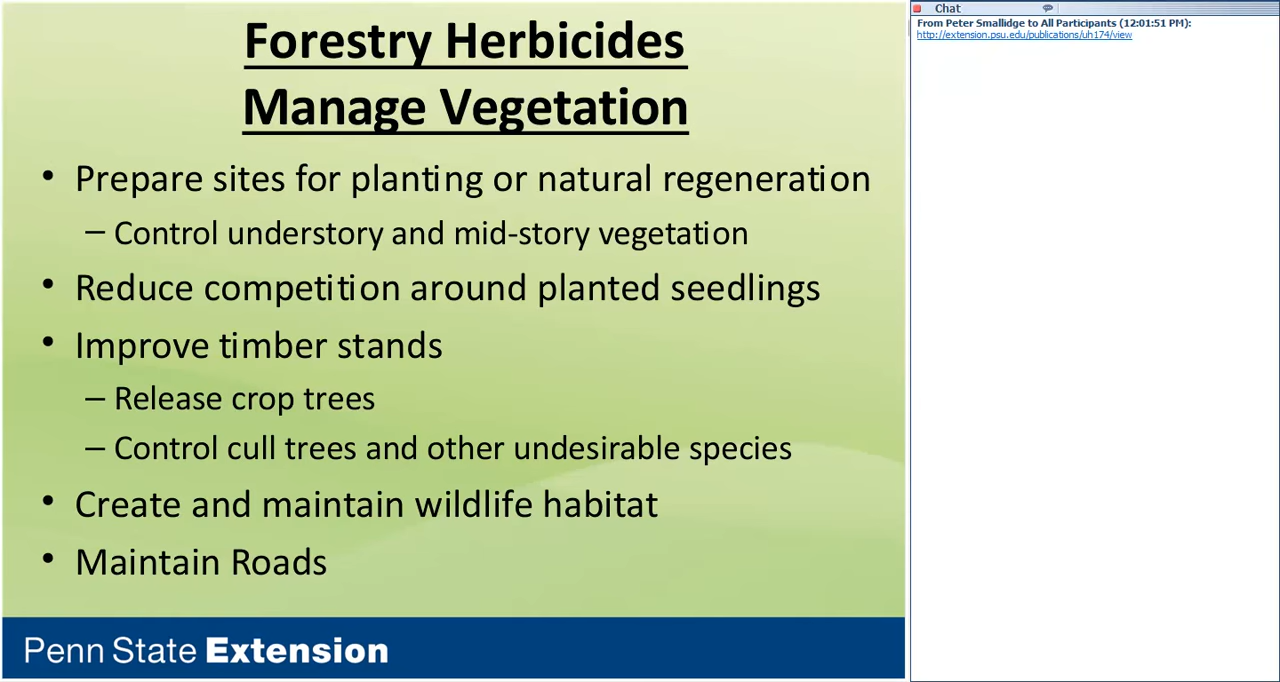 Forestry Herbicides
Manage Vegetation
• Prepare sites for planting or natural regeneration
– Control understory and mid-story vegetation
• Reduce competition around planted seedlings
• Improve timber stands
– Release crop trees
– Control cull trees and other undesirable species
• Create and maintain wildlife habitat
• Maintain Roads
Penn State Extension
Chat
From Peter Smallidge to All Participants (12:01:51 PM):
http://extension.psu.edu/publications/uh174/view